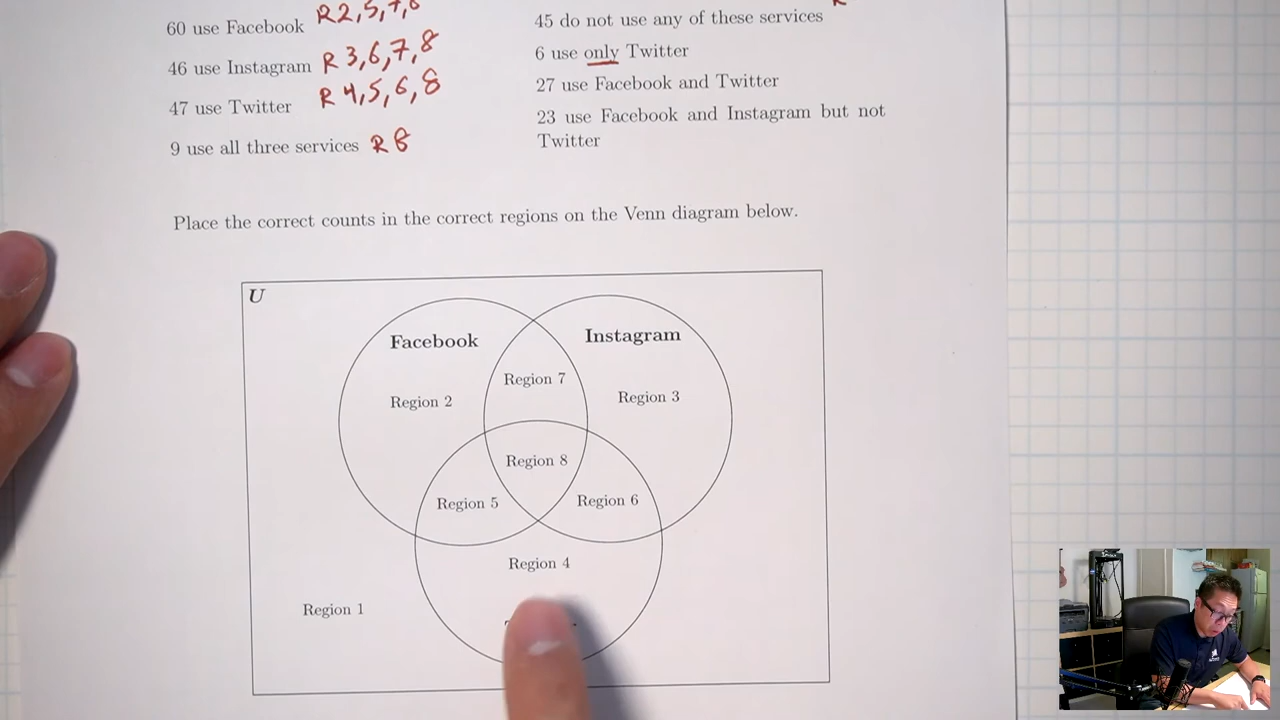 60 use Facebook R 2,5,7,8
46 use Instagram R 3,6,7,8
47 use Twitter R 4,5,6,8
9 use all three services R 8
45 do not use any of these services
6 use only Twitter
27 use Facebook and Twitter
23 use Facebook and Instagram but not
Twitter
Place the correct counts in the correct regions on the Venn diagram below.
U
Facebook
Instagram
Region 7
Region 2
Region 3
Region 8
Region 5
Region 6
Region 4
Region 1